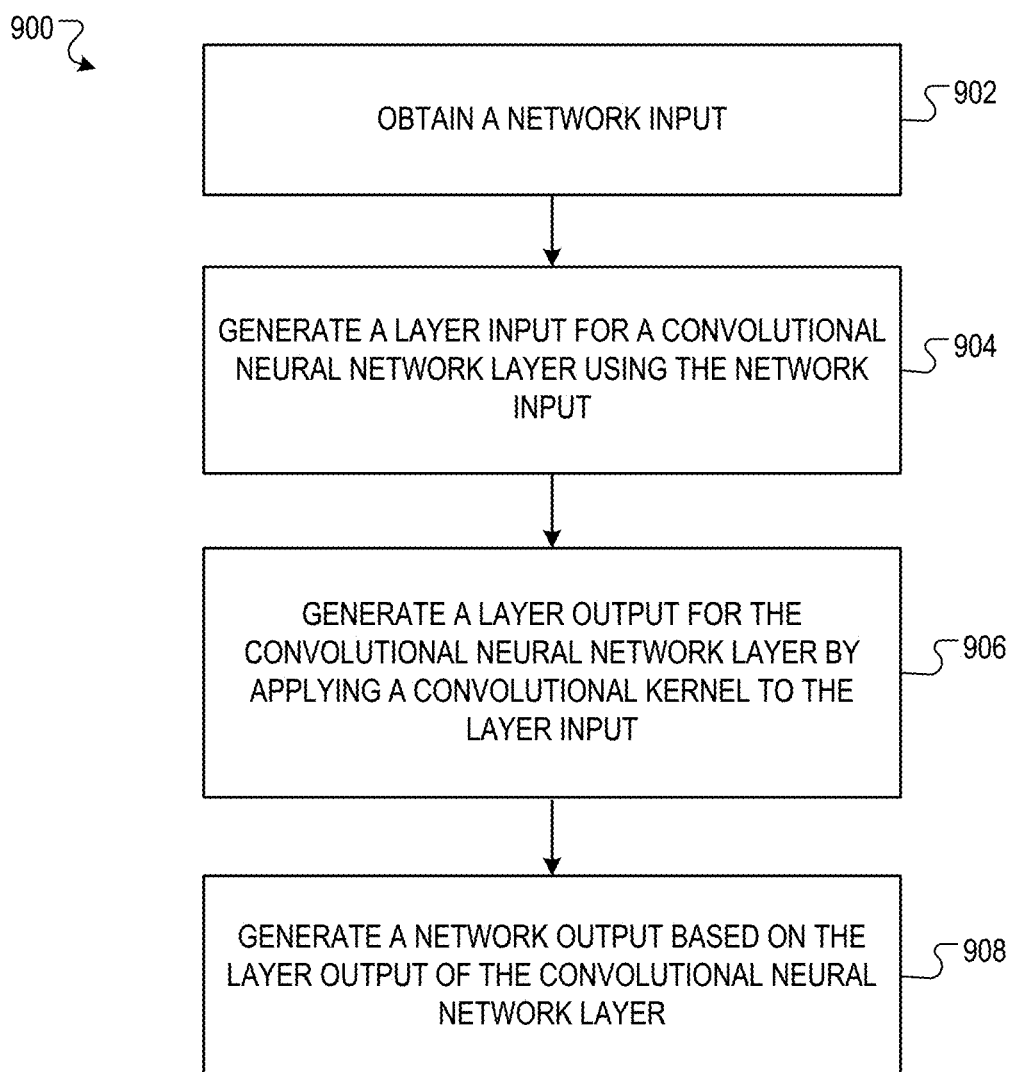 900
OBTAIN A NETWORK INPUT
902
GENERATE A LAYER INPUT FOR A CONVOLUTIONAL
NEURAL NETWORK LAYER USING THE NETWORK
INPUT
904
GENERATE A LAYER OUTPUT FOR THE
CONVOLUTIONAL NEURAL NETWORK LAYER BY
APPLYING A CONVOLUTIONAL KERNEL TO THE
LAYER INPUT
906
GENERATE A NETWORK OUTPUT BASED ON THE
LAYER OUTPUT OF THE CONVOLUTIONAL NEURAL
NETWORK LAYER
908